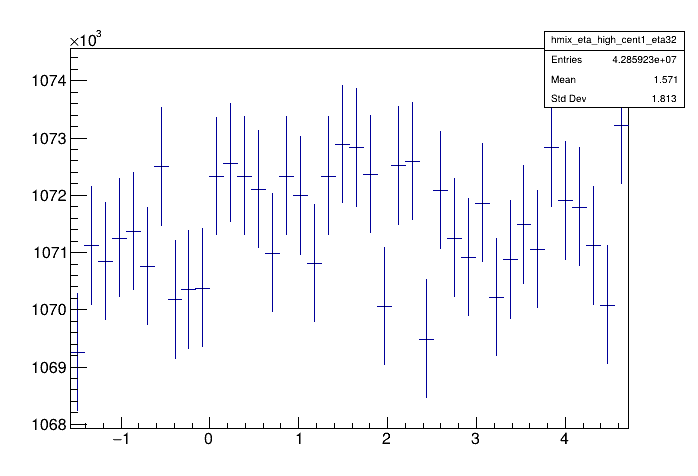 ×10³
hmix_eta_high_cent1_eta32
Entries 4.285923e+07
Mean 1.571
Std Dev 1.813
1074
1073
1072
1071
1070
1069
1068
−1 0 1 2 3 4